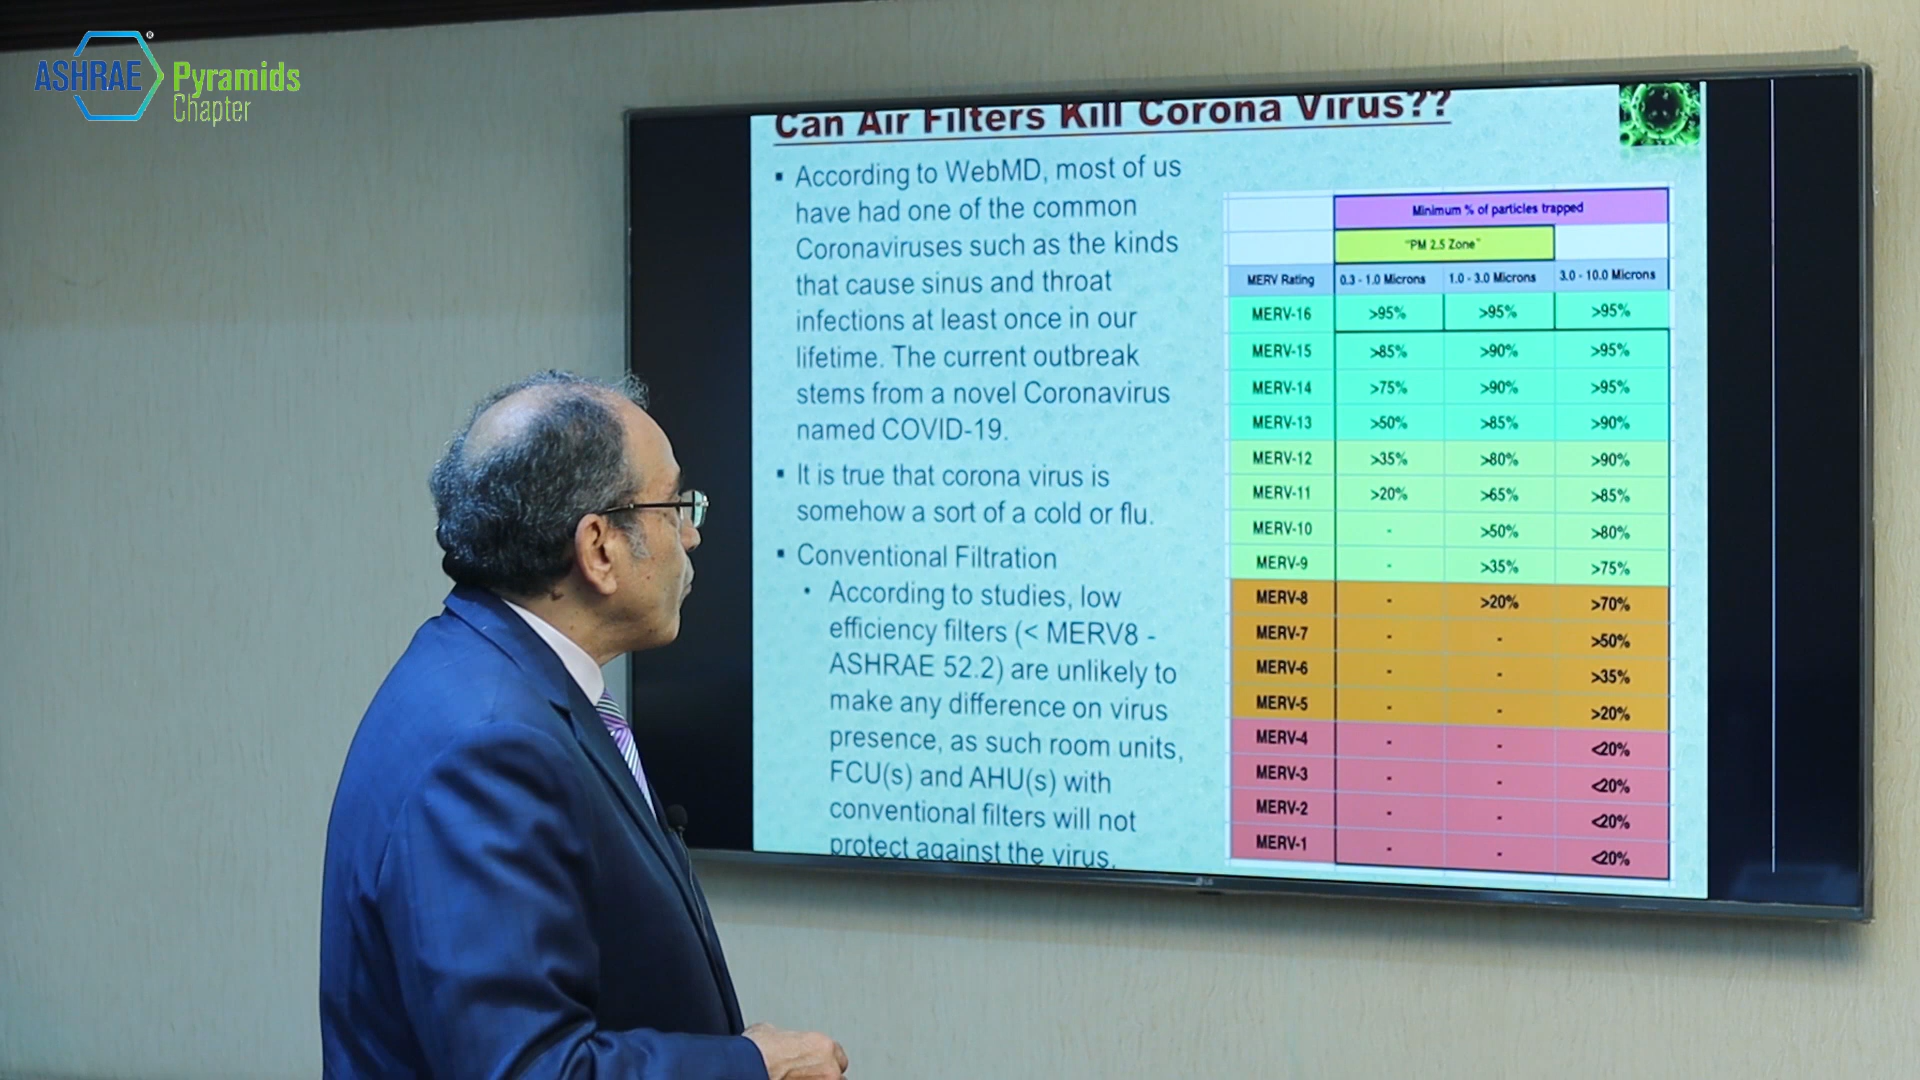 ASHRAE®
Pyramids
Chapter
Can Air Filters Kill Corona Virus??
▪ According to WebMD, most of us
have had one of the common
Coronaviruses such as the kinds
that cause sinus and throat
infections at least once in our
lifetime. The current outbreak
stems from a novel Coronavirus
named COVID-19.
▪ It is true that corona virus is
somehow a sort of a cold or flu.
▪ Conventional Filtration
• According to studies, low
efficiency filters (< MERV8 -
ASHRAE 52.2) are unlikely to
make any difference on virus
presence, as such room units,
FCU(s) and AHU(s) with
conventional filters will not
protect against the virus.
Minimum % of particles trapped
"PM 2.5 Zone"
MERV Rating 0.3 - 1.0 Microns 1.0 - 3.0 Microns 3.0 - 10.0 Microns
MERV-16 >95% >95% >95%
MERV-15 >85% >90% >95%
MERV-14 >75% >90% >95%
MERV-13 >50% >85% >90%
MERV-12 >35% >80% >90%
MERV-11 >20% >65% >85%
MERV-10 - >50% >80%
MERV-9 - >35% >75%
MERV-8 - >20% >70%
MERV-7 - - >50%
MERV-6 - - >35%
MERV-5 - - >20%
MERV-4 - - <20%
MERV-3 - - <20%
MERV-2 - - <20%
MERV-1 - - <20%